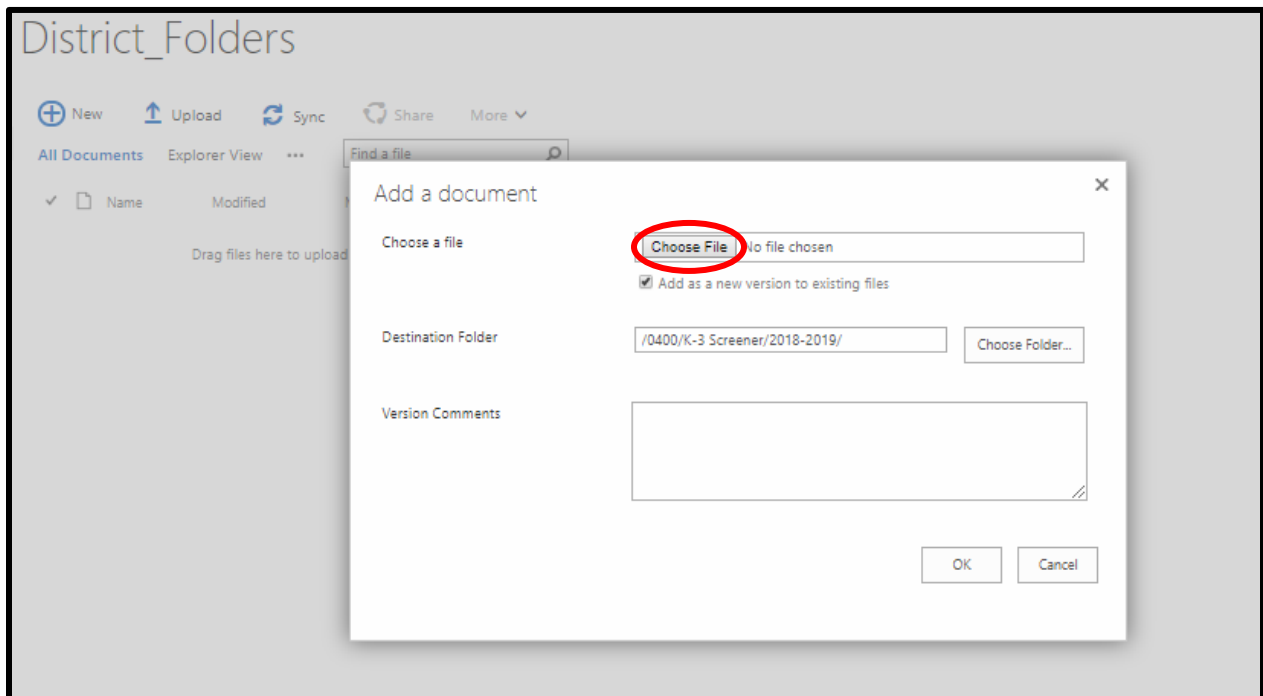 District_Folders
New Upload Sync Share More
All Documents Explorer View ••• Find a file
Name Modified
Drag files here to upload
Add a document
Choose a file
Choose File No file chosen
Add as a new version to existing files
Destination Folder
/0400/K-3 Screener/2018-2019/
Choose Folder...
Version Comments
OK Cancel